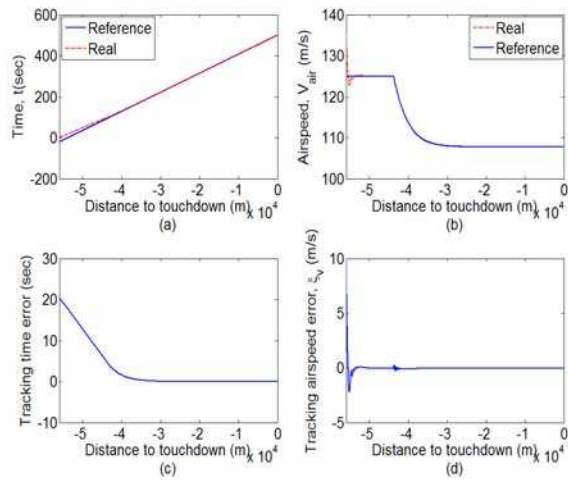 600
400
200
0
-200
Time, t(sec)
Reference
Real
-5 -4 -3 -2 -1 0
Distance to touchdown (m)
x 10^4
(a)
140
130
120
110
100
Airspeed, V_air (m/s)
Real
Reference
-5 -4 -3 -2 -1 0
Distance to touchdown (m)
x 10^4
(b)
30
20
10
0
-10
Tracking time error (sec)
-5 -4 -3 -2 -1 0
Distance to touchdown (m)
x 10^4
(c)
10
5
0
-5
Tracking airspeed error, ξ_V (m/s)
-5 -4 -3 -2 -1 0
Distance to touchdown (m)
x 10^4
(d)